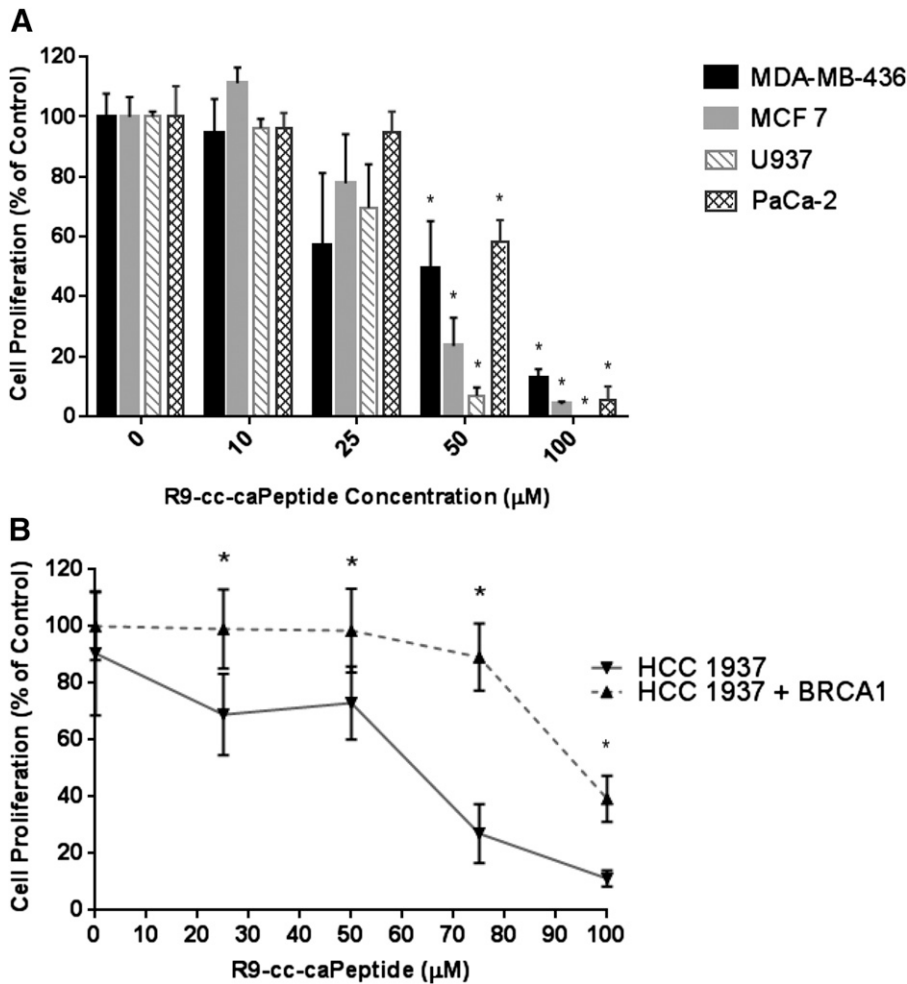 A
Cell Proliferation (% of Control)
120
100
80
60
40
20
0
0
10
25
50
100
* * * *
* * * *
R9-cc-caPeptide Concentration (μM)
MDA-MB-436
MCF 7
U937
PaCa-2
B
Cell Proliferation (% of Control)
120
100
80
60
40
20
0
0 10 20 30 40 50 60 70 80 90 100
* * * *
R9-cc-caPeptide (μM)
HCC 1937
HCC 1937 + BRCA1